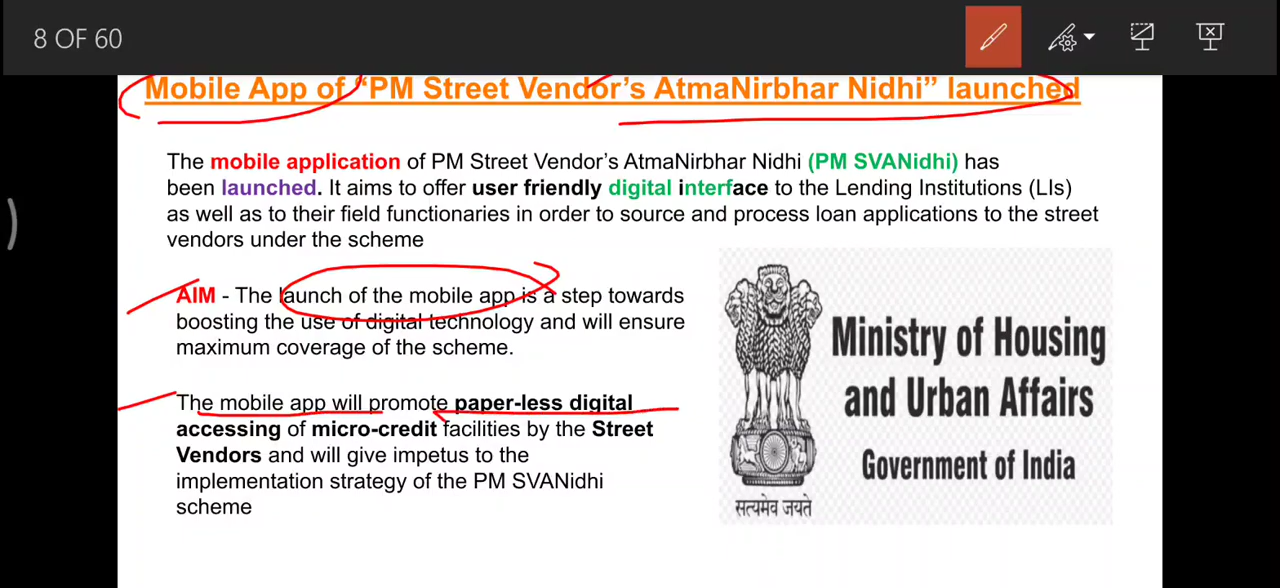 8 OF 60
Mobile App of “PM Street Vendor’s AtmaNirbhar Nidhi” launched
The mobile application of PM Street Vendor’s AtmaNirbhar Nidhi (PM SVANidhi) has
been launched. It aims to offer user friendly digital interface to the Lending Institutions (LIs)
as well as to their field functionaries in order to source and process loan applications to the street
vendors under the scheme
AIM - The launch of the mobile app is a step towards
boosting the use of digital technology and will ensure
maximum coverage of the scheme.
The mobile app will promote paper-less digital
accessing of micro-credit facilities by the Street
Vendors and will give impetus to the
implementation strategy of the PM SVANidhi
scheme
Ministry of Housing
and Urban Affairs
Government of India
सत्यमेव जयते